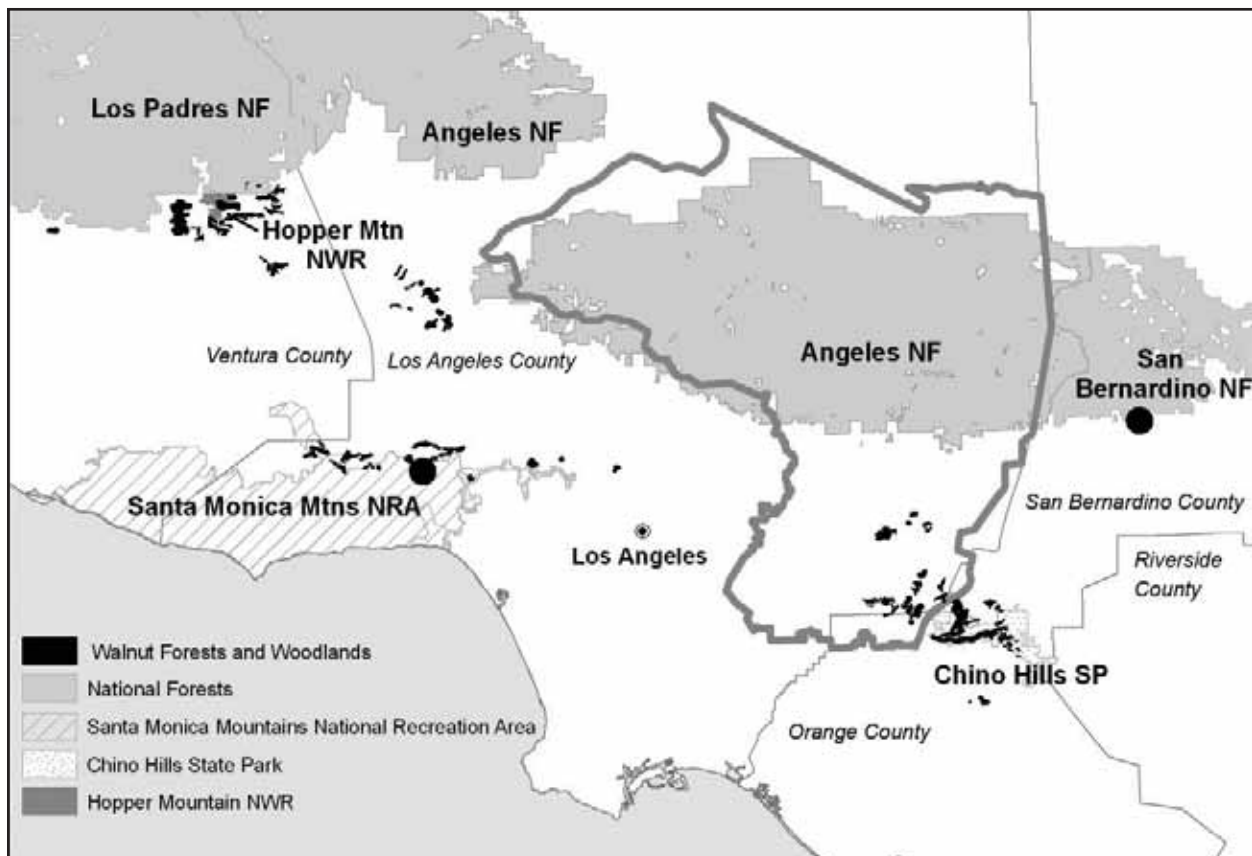 Los Padres NF
Angeles NF
Hopper Mtn
NWR
Ventura County
Los Angeles County
Angeles NF
San
Bernardino NF
Santa Monica Mtns NRA
San Bernardino County
Los Angeles
Riverside
County
Chino Hills SP
Orange County
Walnut Forests and Woodlands
National Forests
Santa Monica Mountains National Recreation Area
Chino Hills State Park
Hopper Mountain NWR